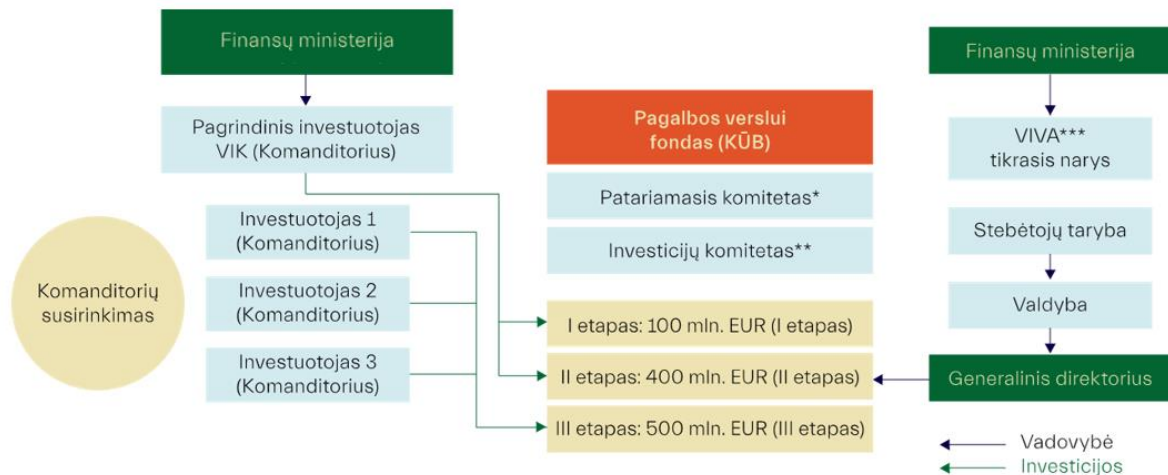 Finansų ministerija
Pagrindinis investuotojas
VIK (Komanditorius)
Komanditorių
susirinkimas
Investuotojas 1
(Komanditorius)
Investuotojas 2
(Komanditorius)
Investuotojas 3
(Komanditorius)
Pagalbos verslui
fondas (KŪB)
Patariamasis komitetas*
Investicijų komitetas**
I etapas: 100 mln. EUR (I etapas)
II etapas: 400 mln. EUR (II etapas)
III etapas: 500 mln. EUR (III etapas)
Finansų ministerija
VIVA***
tikrasis narys
Stebėtojų taryba
Valdyba
Generalinis direktorius
Vadovybė
Investicijos